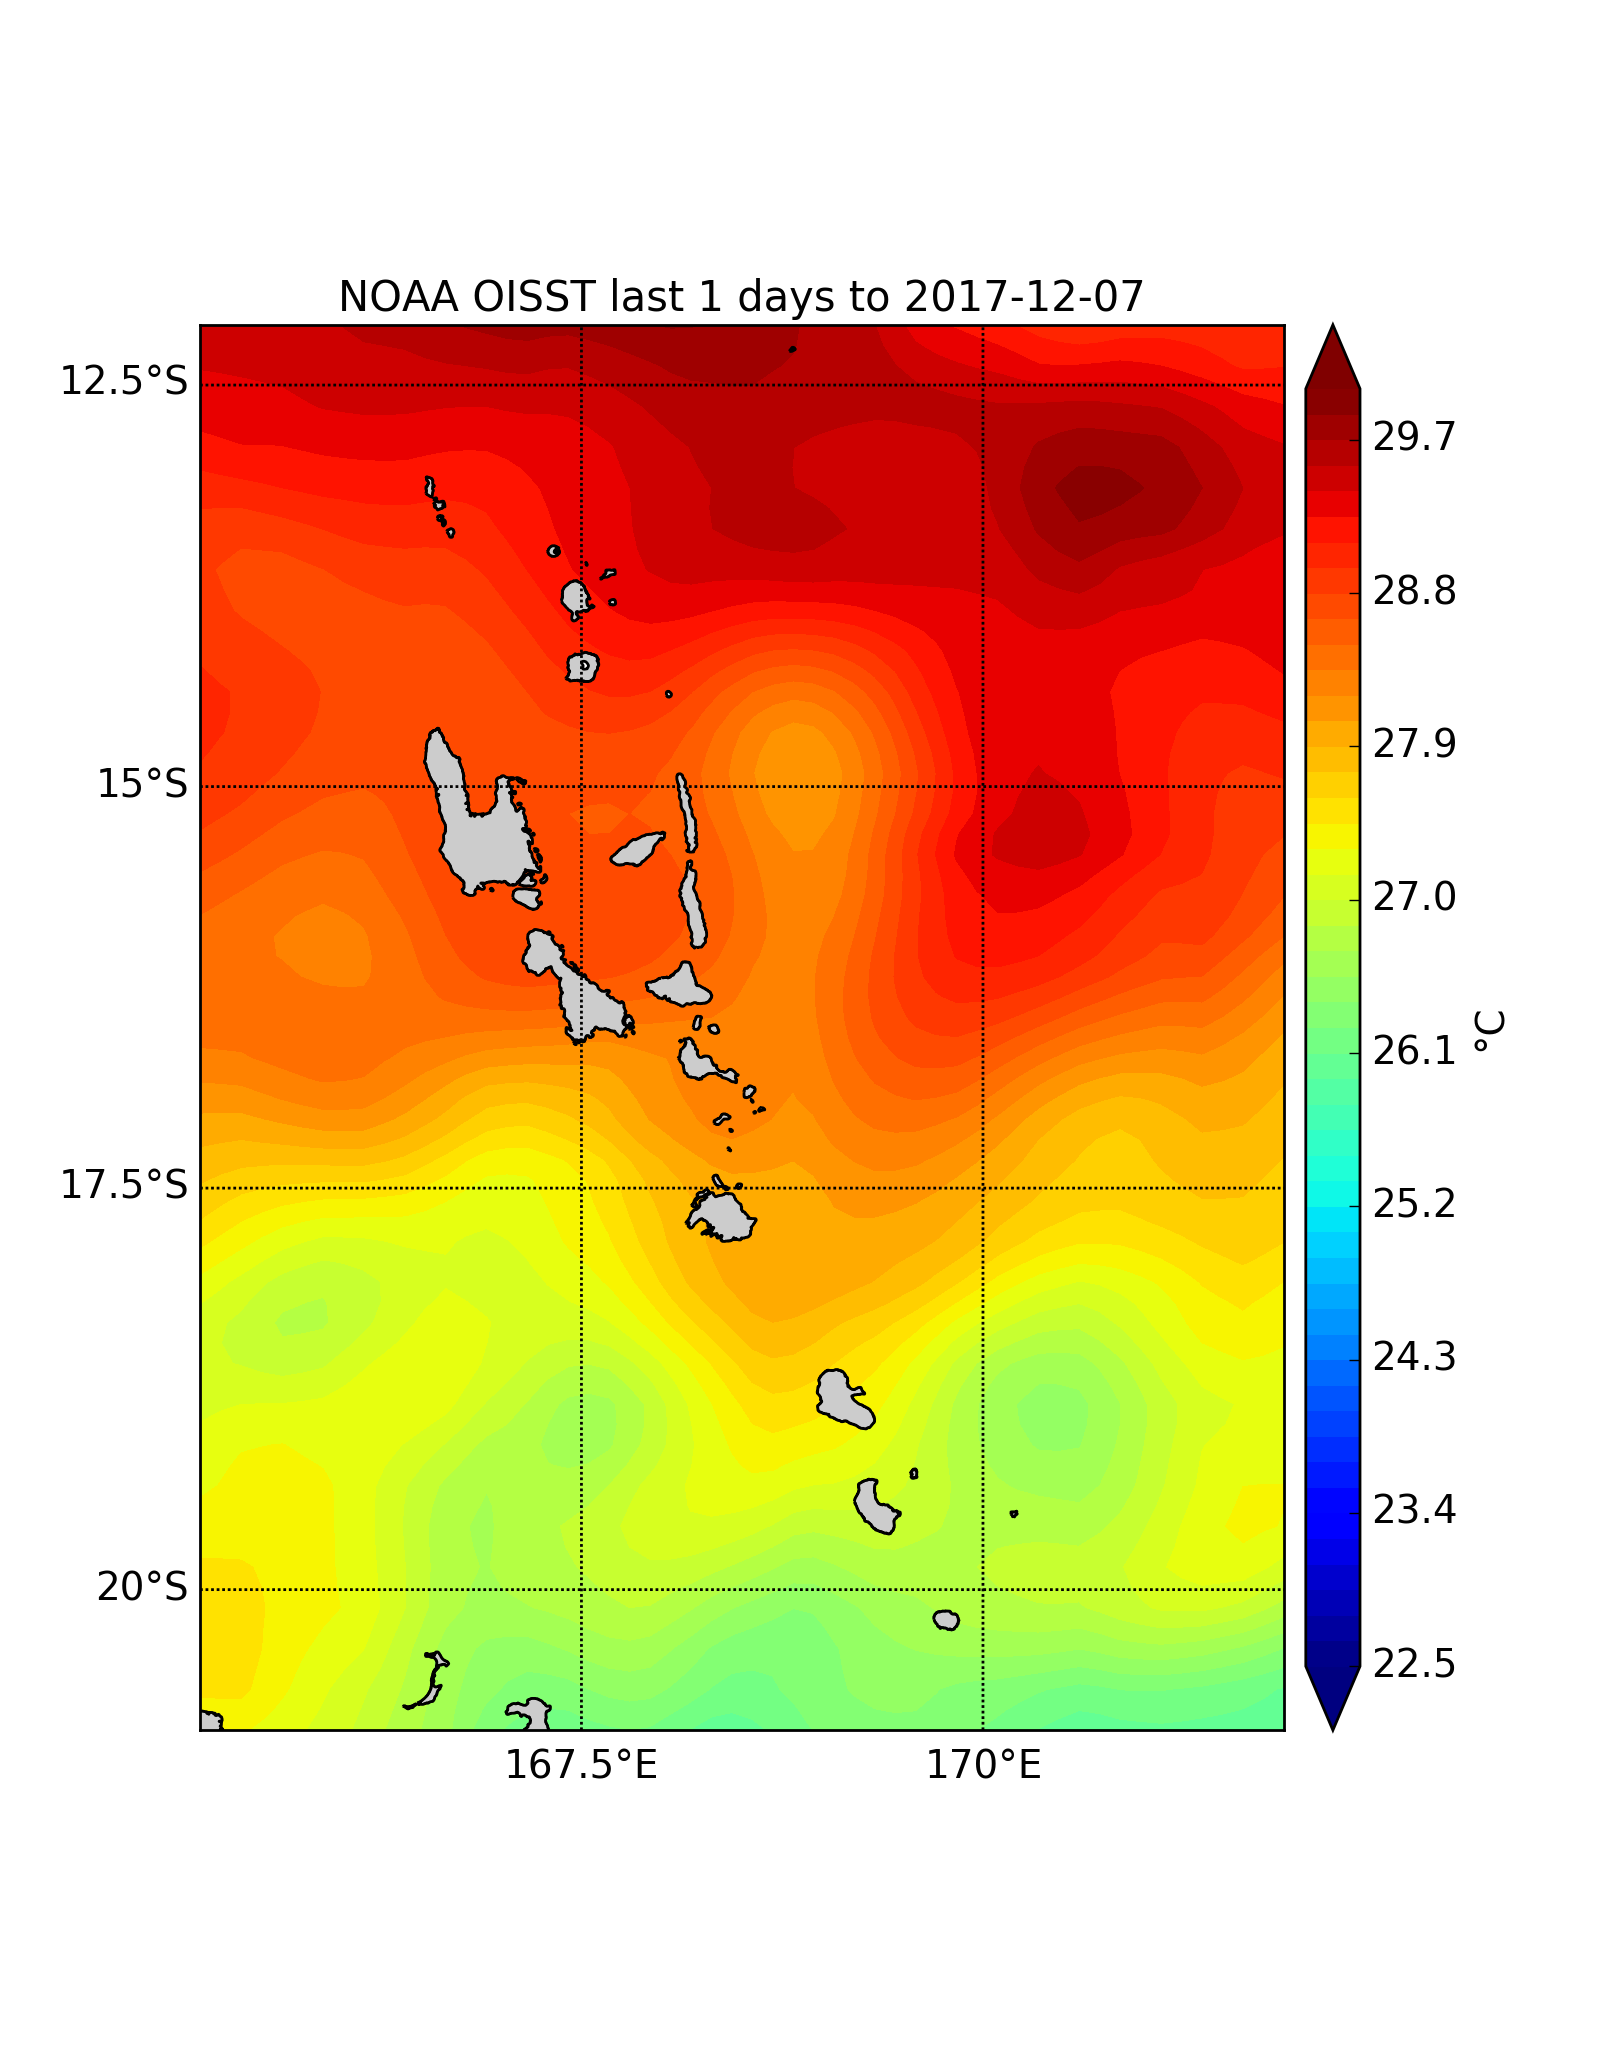 NOAA OISST last 1 days to 2017-12-07
12.5°S
15°S
17.5°S
20°S
167.5°E
170°E
29.7
28.8
27.9
27.0
26.1
25.2
24.3
23.4
22.5
°C